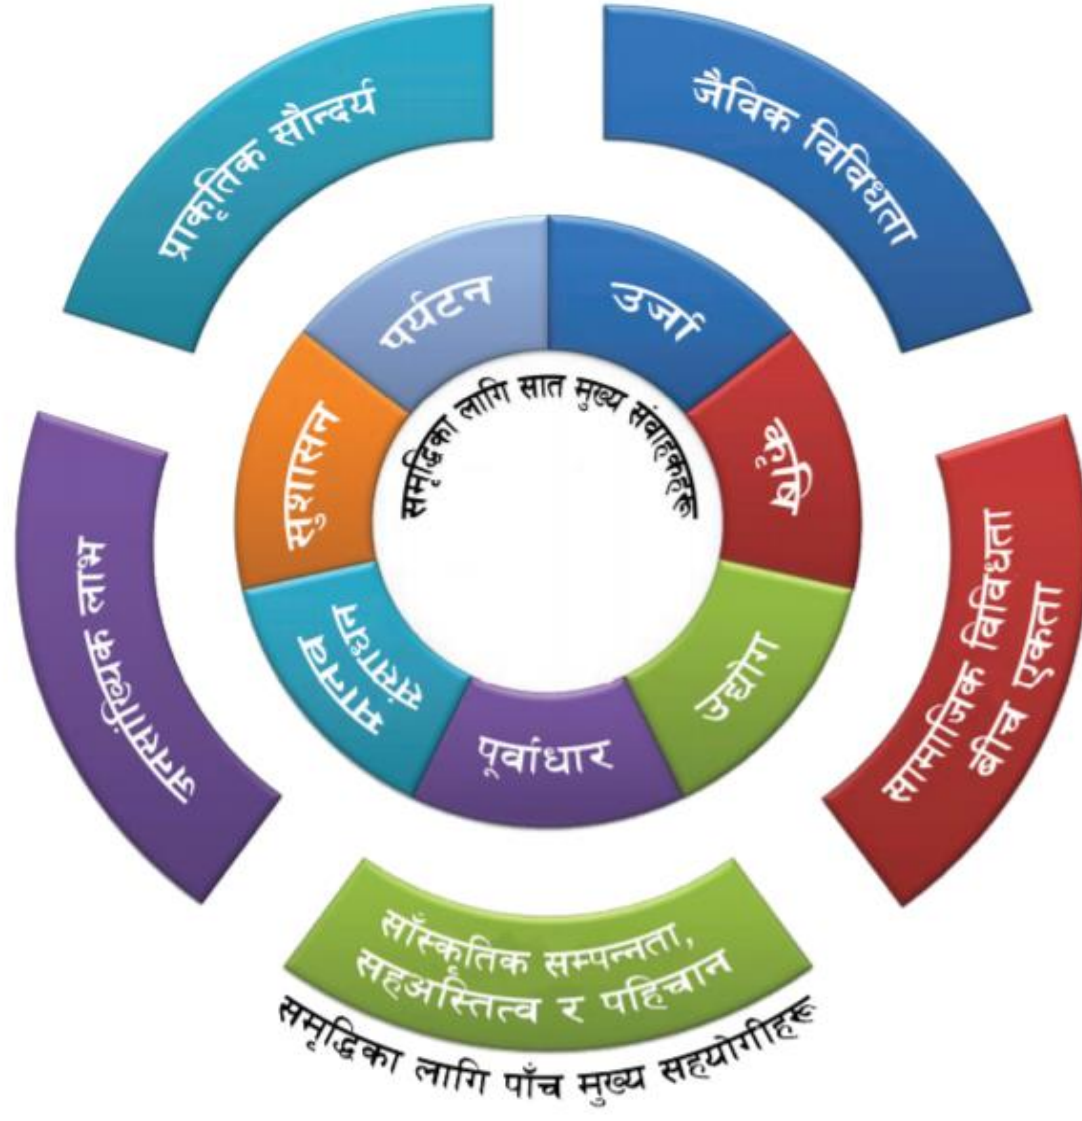 प्राकृतिक सौन्दर्य
जैविक विविधता
पर्यटन
उर्जा
समृद्धिका लागि सात मुख्य संवाहकहरू
सुशासन
कृषि
जनसांख्यिक लाभ
सामाजिक विविधता
बीच एकता
मानव
संसाधन
उद्योग
पूर्वाधार
साँस्कृतिक सम्पन्नता,
सहअस्तित्व र पहिचान
समृद्धिका लागि पाँच मुख्य सहयोगीहरू